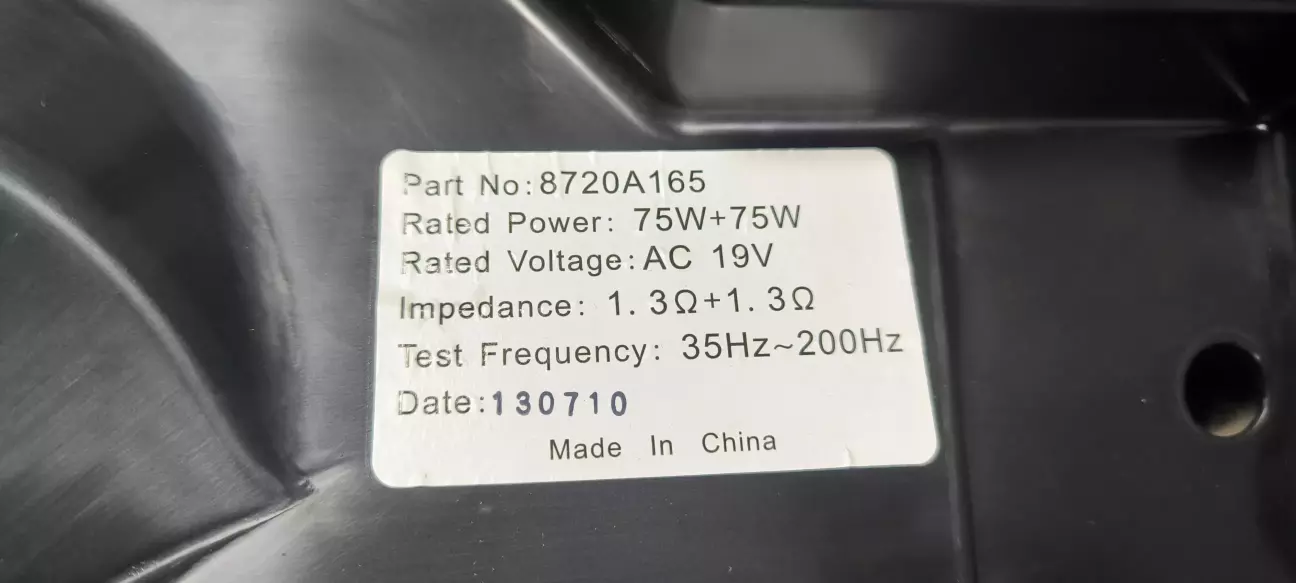 Part No:8720A165
Rated Power: 75W+75W
Rated Voltage:AC 19V
Impedance: 1.3Ω+1.3Ω
Test Frequency: 35Hz~200Hz
Date:130710
Made In China